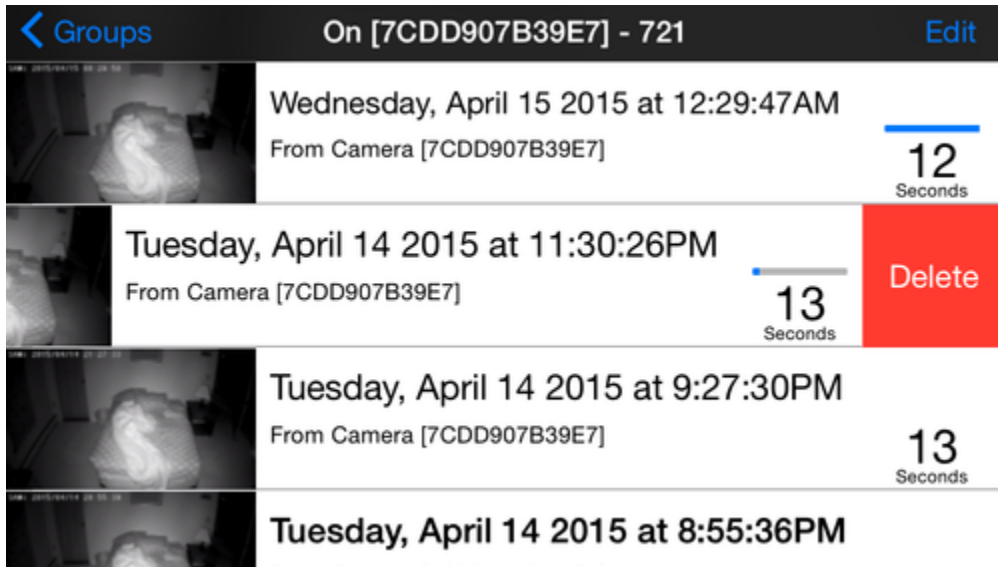 Groups
On [7CDD907B39E7] - 721
Edit
Wednesday, April 15 2015 at 12:29:47AM
From Camera [7CDD907B39E7]
12
Seconds
Tuesday, April 14 2015 at 11:30:26PM
From Camera [7CDD907B39E7]
13
Seconds
Delete
Tuesday, April 14 2015 at 9:27:30PM
From Camera [7CDD907B39E7]
13
Seconds
Tuesday, April 14 2015 at 8:55:36PM